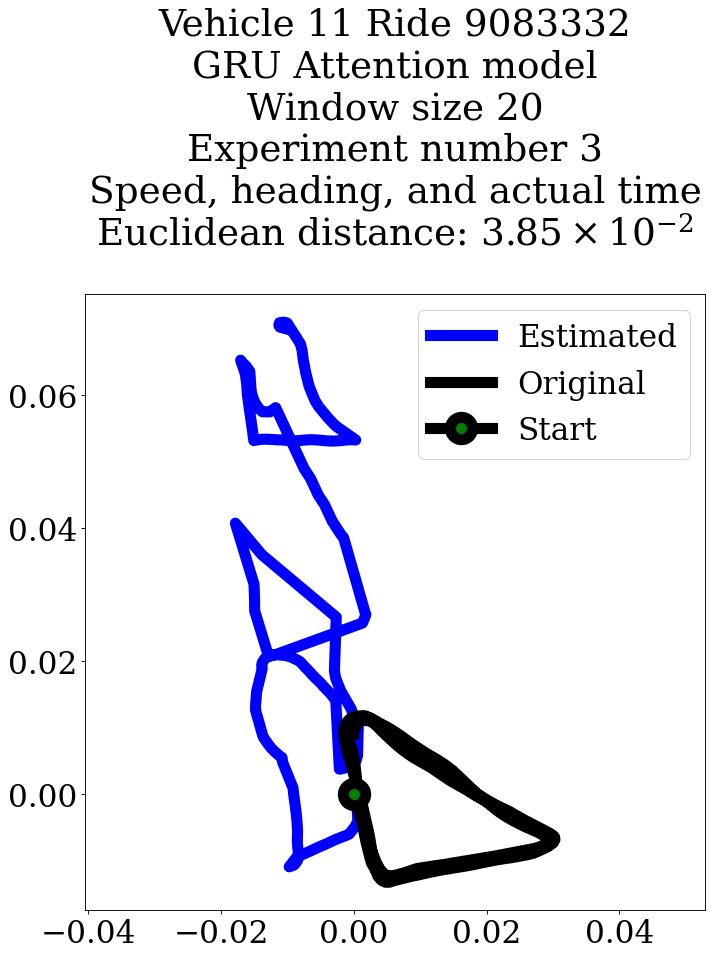 Vehicle 11 Ride 9083332
GRU Attention model
Window size 20
Experiment number 3
Speed, heading, and actual time
Euclidean distance: 3.85 × 10⁻²
Estimated
Original
Start
0.06
0.04
0.02
0.00
−0.04 −0.02 0.00 0.02 0.04